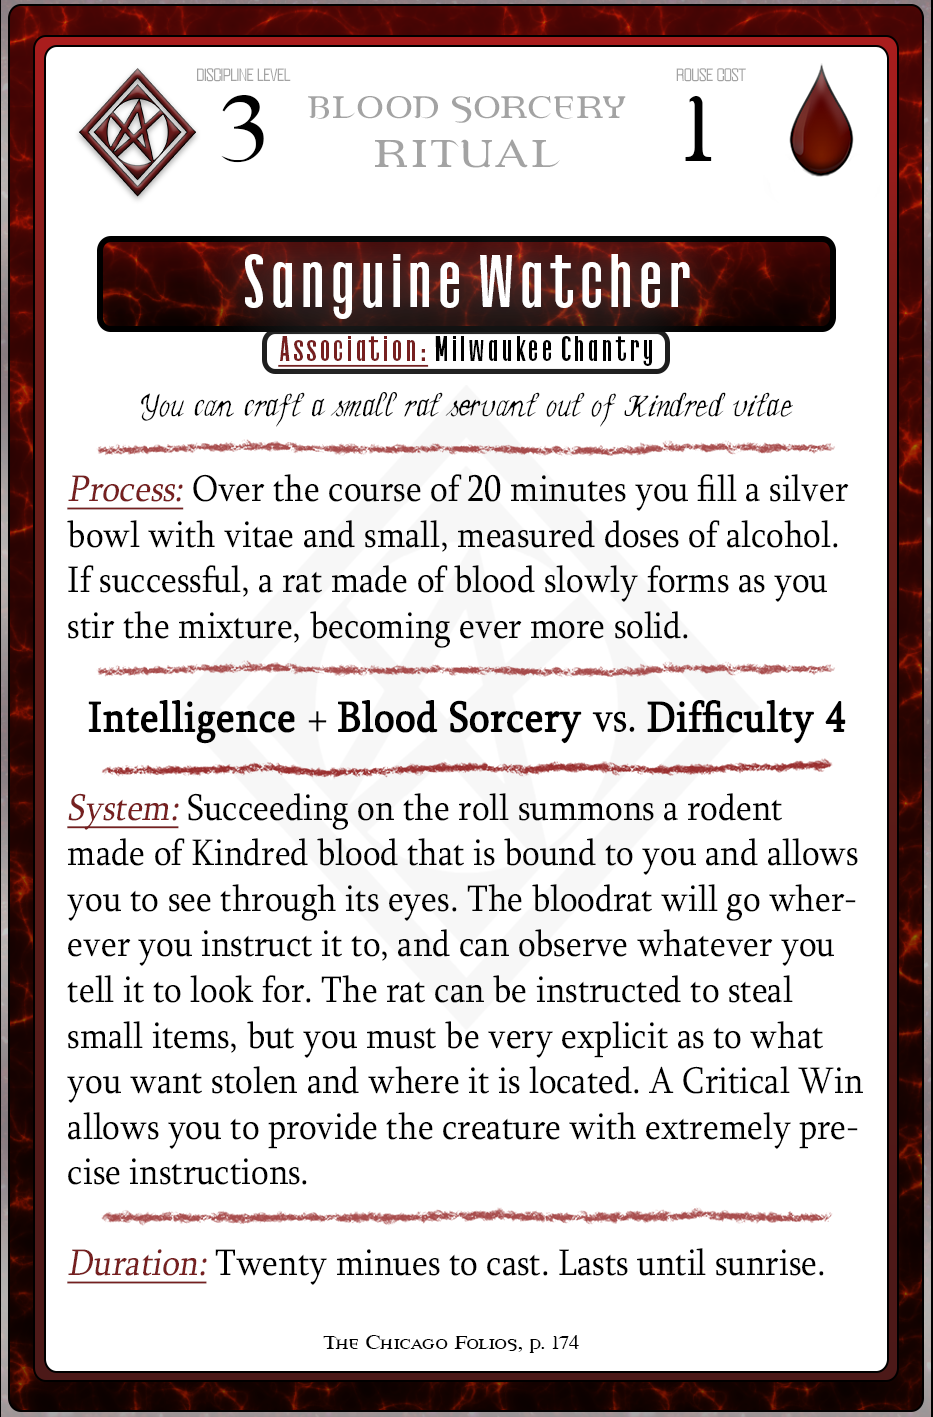 DISCIPLINE LEVEL
3
BLOOD SORCERY
RITUAL
ROUSE COST
1
Sanguine Watcher
Association: Milwaukee Chantry
You can craft a small rat servant out of Kindred vitae
Process: Over the course of 20 minutes you fill a silver
bowl with vitae and small, measured doses of alcohol.
If successful, a rat made of blood slowly forms as you
stir the mixture, becoming ever more solid.
Intelligence + Blood Sorcery vs. Difficulty 4
System: Succeeding on the roll summons a rodent
made of Kindred blood that is bound to you and allows
you to see through its eyes. The bloodrat will go wher-
ever you instruct it to, and can observe whatever you
tell it to look for. The rat can be instructed to steal
small items, but you must be very explicit as to what
you want stolen and where it is located. A Critical Win
allows you to provide the creature with extremely pre-
cise instructions.
Duration: Twenty minues to cast. Lasts until sunrise.
The Chicago Folios, p. 174